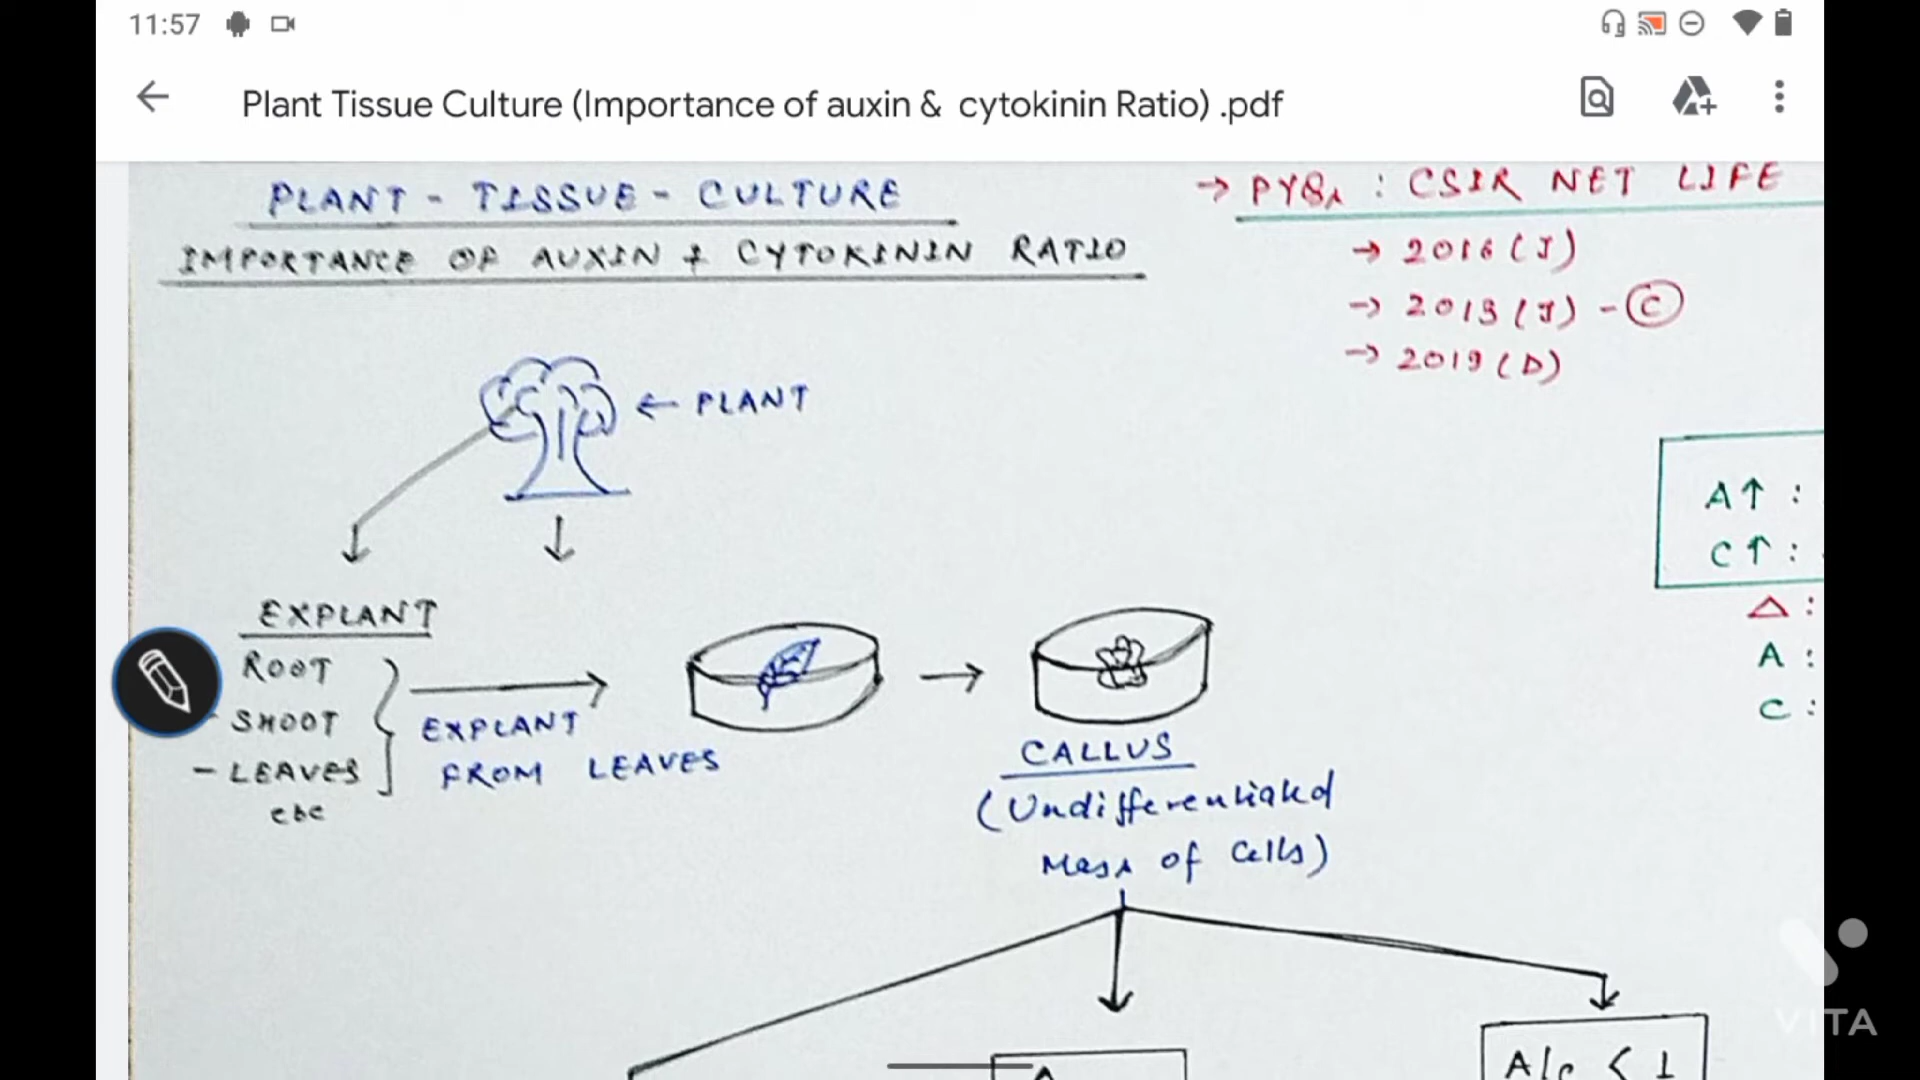 11:57
Plant Tissue Culture (Importance of auxin & cytokinin Ratio) .pdf
PLANT - TISSUE - CULTURE
IMPORTANCE OF AUXIN & CYTOKININ RATIO
→ PYQs : CSIR NET LIFE
→ 2016 (J)
→ 2013 (J) - C
→ 2019 (D)
← PLANT
A↑ :
C↑ :
△ :
A :
C :
EXPLANT
ROOT
- SHOOT
- LEAVES
etc
EXPLANT
FROM LEAVES
CALLUS
(Undifferentiated
Mass of Cells)
A/C < 1
VITA